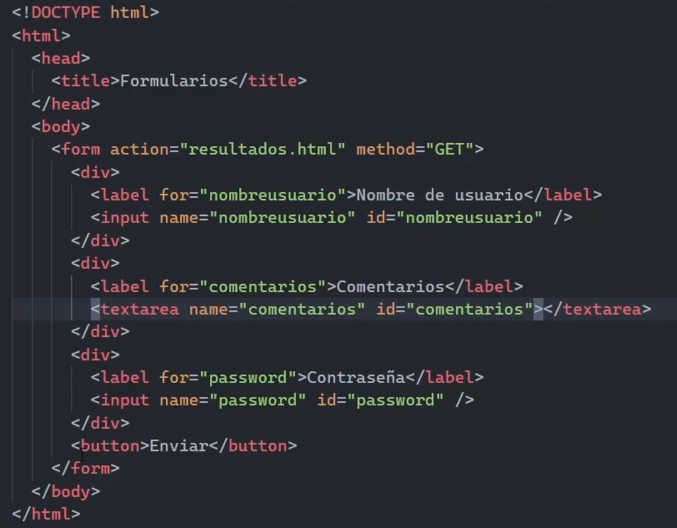 <!DOCTYPE html>
<html>
<head>
<title>Formularios</title>
</head>
<body>
<form action="resultados.html" method="GET">
<div>
<label for="nombreusuario">Nombre de usuario</label>
<input name="nombreusuario" id="nombreusuario" />
</div>
<div>
<label for="comentarios">Comentarios</label>
<textarea name="comentarios" id="comentarios"></textarea>
</div>
<div>
<label for="password">Contraseña</label>
<input name="password" id="password" />
</div>
<button>Enviar</button>
</form>
</body>
</html>